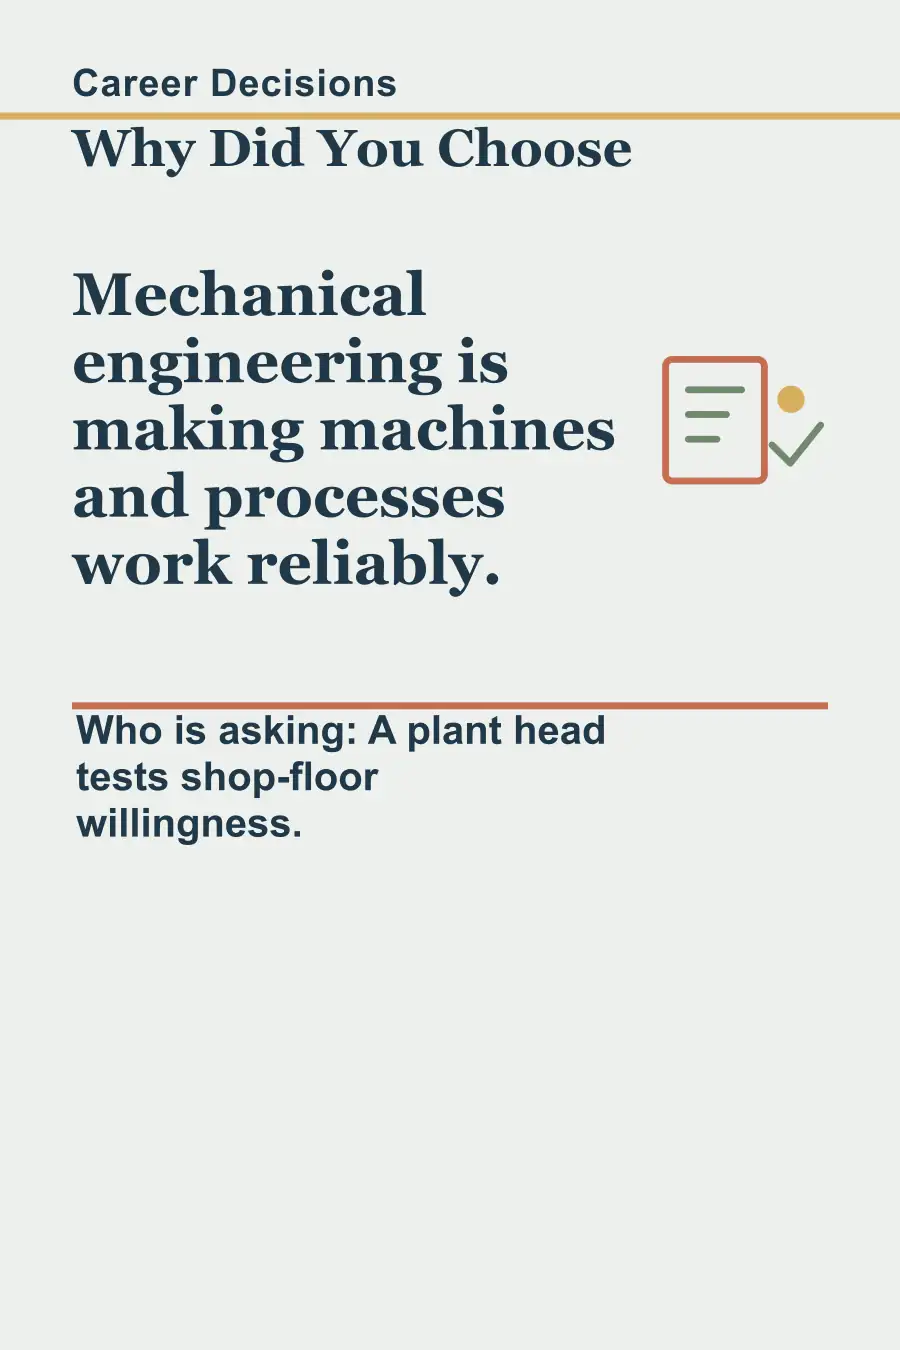 Career Decisions
Why Did You Choose
Mechanical
engineering is
making machines
and processes
work reliably.
Who is asking: A plant head
tests shop-floor
willingness.